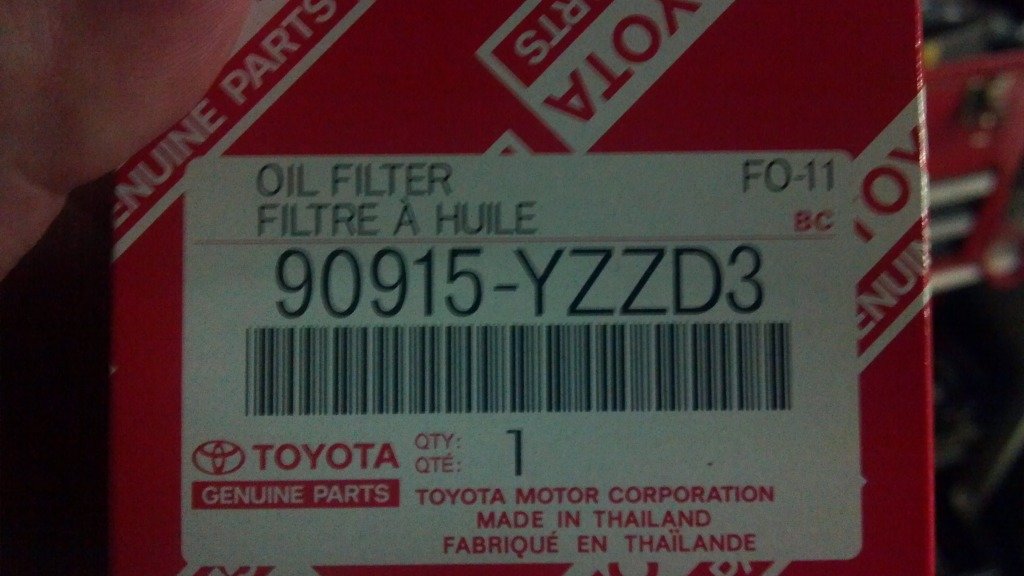 GENUINE PARTS
TOYOTA
PARTS
OIL FILTER FO-11
FILTRE À HUILE BC
90915-YZZD3
TOYOTA QTY: 1
QTÉ:
GENUINE PARTS TOYOTA MOTOR CORPORATION
MADE IN THAILAND
FABRIQUÉ EN THAÏLANDE